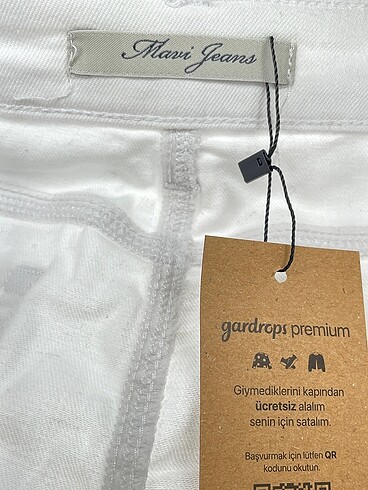 Mavi Jeans
gardrops premium
Giymediklerini kapından
ücretsiz alalım
senin için satalım.
Başvurmak için lütfen QR
kodunu okutun.